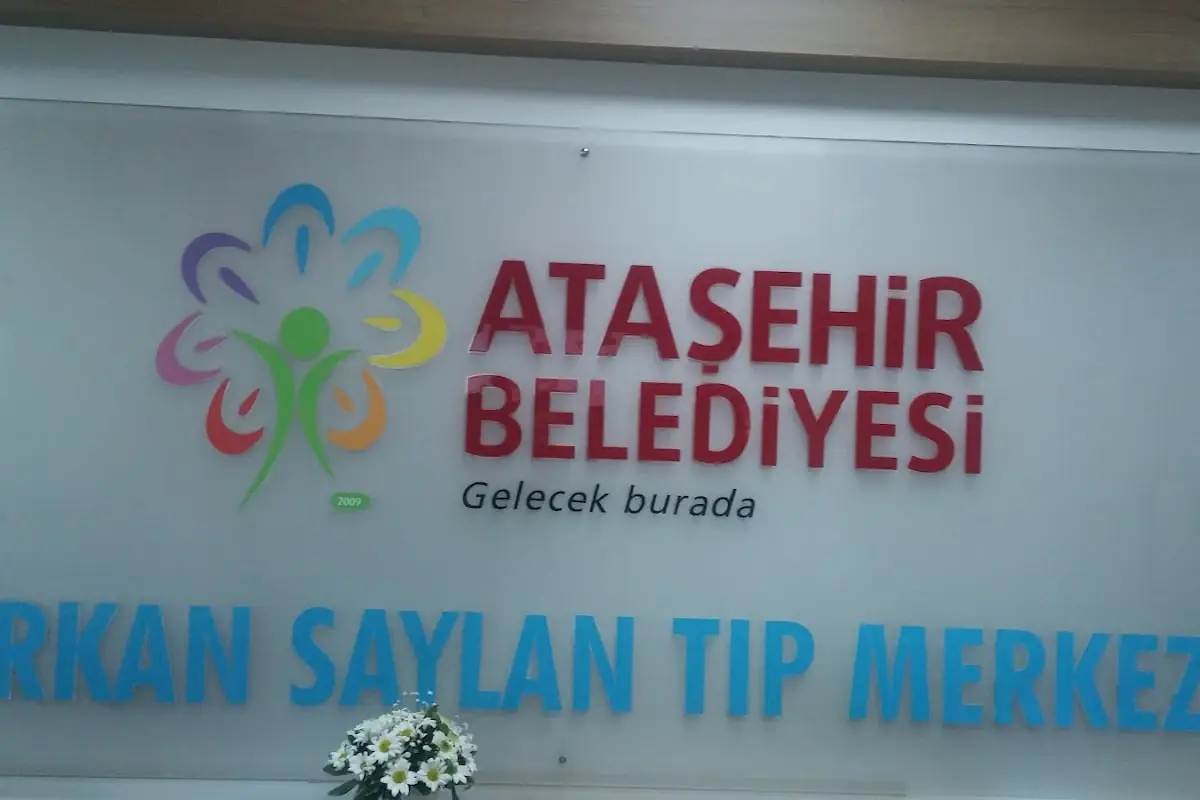 ATAŞEHİR
BELEDİYESİ
Gelecek burada
2009
SAYLAN TIP